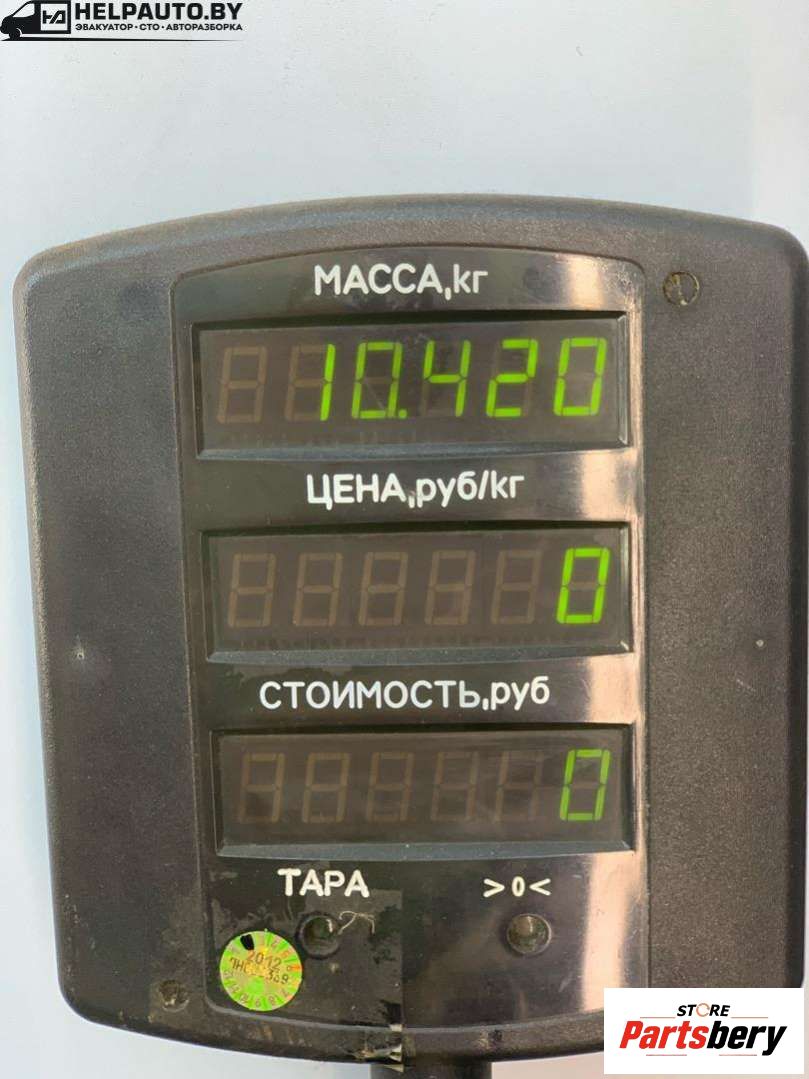 HELPAUTO.BY
ЭВАКУАТОР•СТО•АВТОРАЗБОРКА
МАССА,кг
10.420
ЦЕНА,руб/кг
0
СТОИМОСТЬ,руб
0
ТАРА >0<
2012
STORE
Partsbery